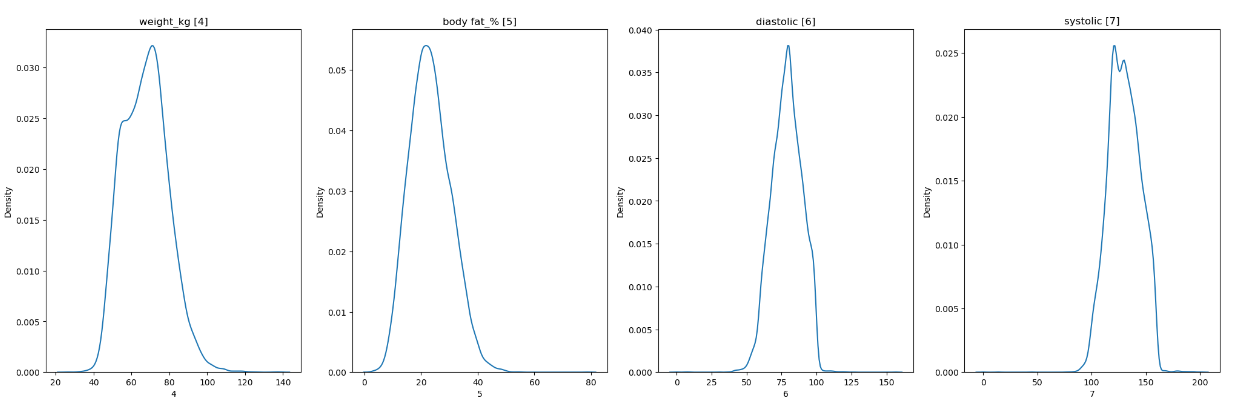 weight_kg [4]
Density
0.030
0.025
0.020
0.015
0.010
0.005
0.000
20 40 60 80 100 120 140
4
body fat_% [5]
Density
0.05
0.04
0.03
0.02
0.01
0.00
0 20 40 60 80
5
diastolic [6]
Density
0.040
0.035
0.030
0.025
0.020
0.015
0.010
0.005
0.000
0 25 50 75 100 125 150
6
systolic [7]
Density
0.025
0.020
0.015
0.010
0.005
0.000
0 50 100 150 200
7